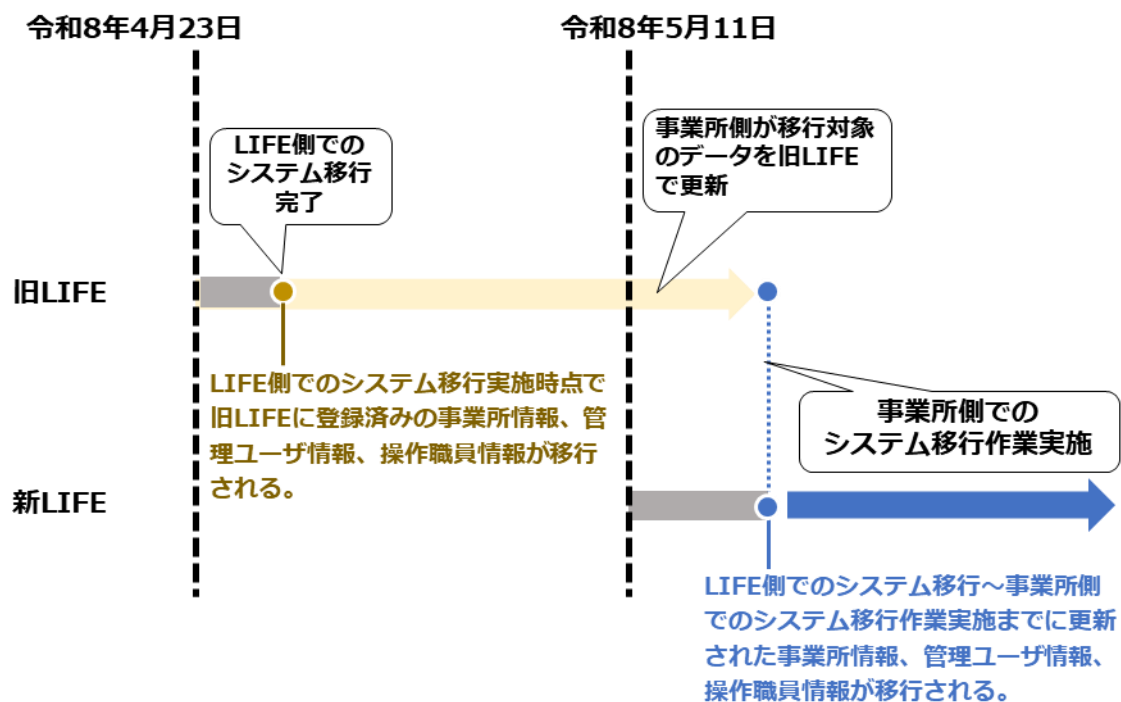 令和8年4月23日
令和8年5月11日
LIFE側での
システム移行
完了
事業所側が移行対象
のデータを旧LIFE
で更新
旧LIFE
LIFE側でのシステム移行実施時点で
旧LIFEに登録済みの事業所情報、管
理ユーザ情報、操作職員情報が移行
される。
事業所側での
システム移行作業実施
新LIFE
LIFE側でのシステム移行～事業所側
でのシステム移行作業実施までに更新
された事業所情報、管理ユーザ情報、
操作職員情報が移行される。